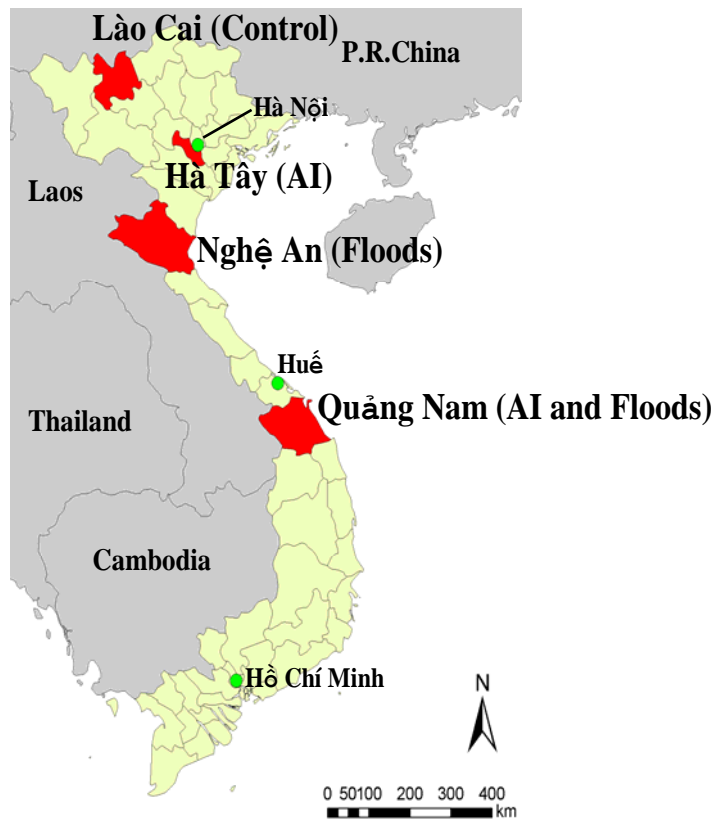 Lào Cai (Control)
P.R.China
Hà Nội
Hà Tây (AI)
Laos
Nghệ An (Floods)
Huế
Quảng Nam (AI and Floods)
Thailand
Cambodia
Hồ Chí Minh
N
0 50100 200 300 400
km